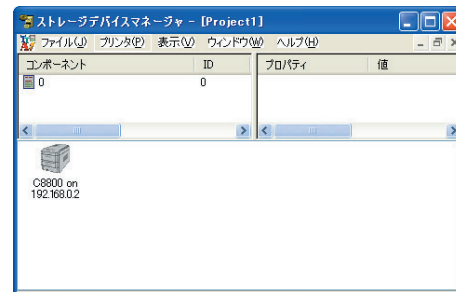 ストレージデバイスマネージャ - [Project1]
ファイル(J) プリンタ(P) 表示(V) ウィンドウ(W) ヘルプ(H)
コンポーネント ID プロパティ 値
0 0
C8800 on
192.168.0.2